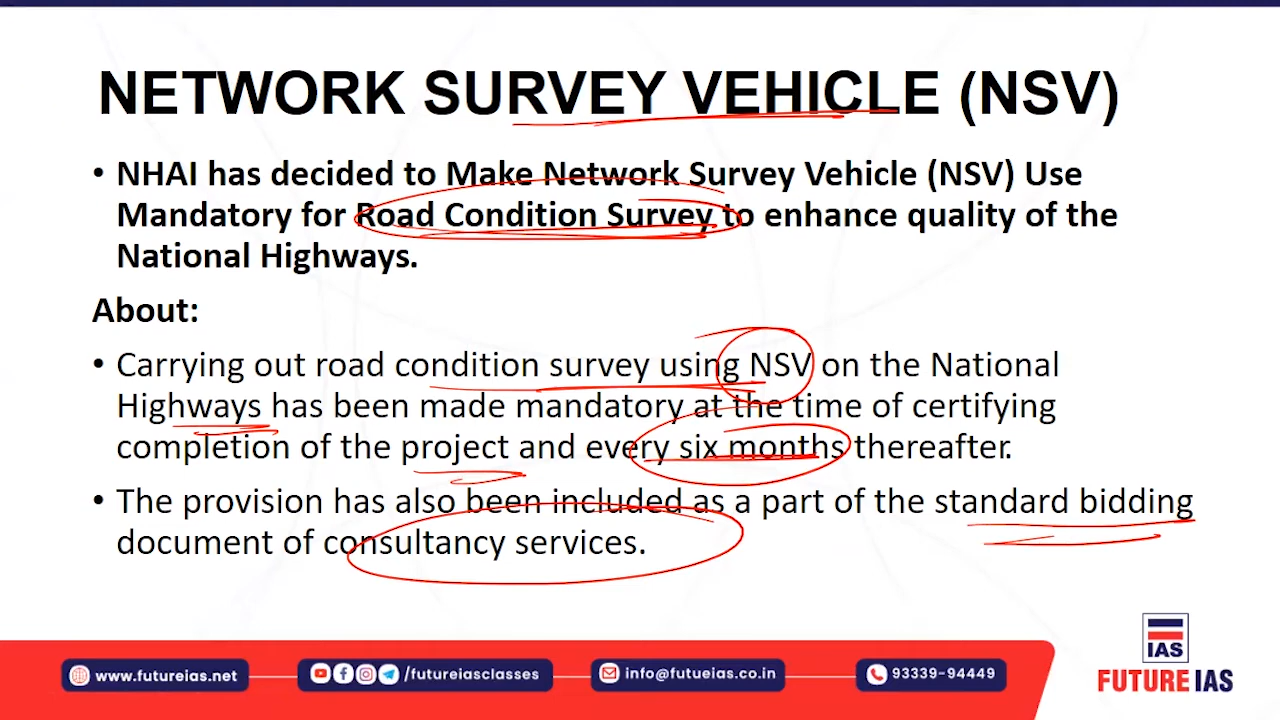 NETWORK SURVEY VEHICLE (NSV)
• NHAI has decided to Make Network Survey Vehicle (NSV) Use
Mandatory for Road Condition Survey to enhance quality of the
National Highways.
About:
• Carrying out road condition survey using NSV on the National
Highways has been made mandatory at the time of certifying
completion of the project and every six months thereafter.
• The provision has also been included as a part of the standard bidding
document of consultancy services.
IAS
FUTURE IAS
www.futureias.net
/futureiasclasses
info@futueias.co.in
93339-94449